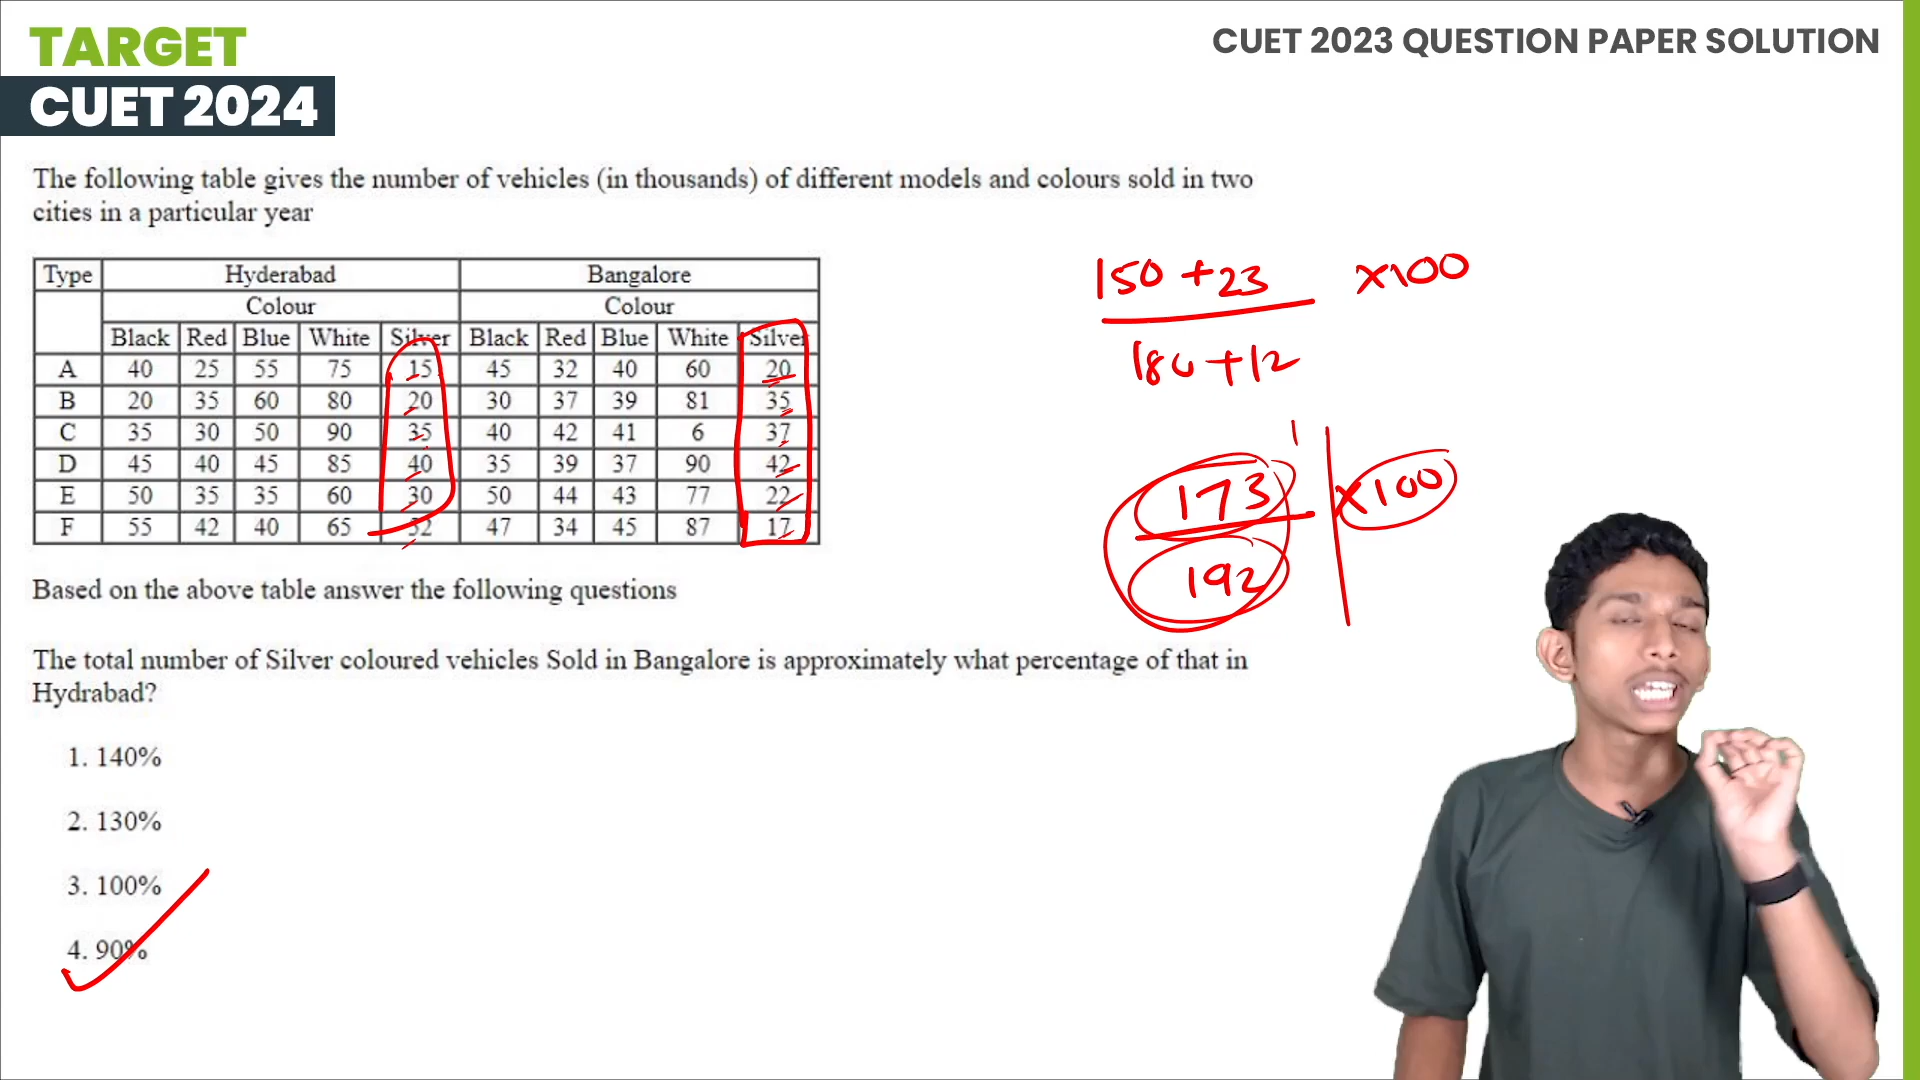 TARGET
CUET 2024
CUET 2023 QUESTION PAPER SOLUTION
The following table gives the number of vehicles (in thousands) of different models and colours sold in two
cities in a particular year
Type Hyderabad Bangalore
Colour Colour
Black Red Blue White Silver Black Red Blue White Silver
A 40 25 55 75 15 45 32 40 60 20
B 20 35 60 80 20 30 37 39 81 35
C 35 30 50 90 35 40 42 41 6 37
D 45 40 45 85 40 35 39 37 90 42
E 50 35 35 60 30 50 44 43 77 22
F 55 42 40 65 52 47 34 45 87 17
150 + 23 ×100
180 + 12
173 ×100
192
Based on the above table answer the following questions
The total number of Silver coloured vehicles Sold in Bangalore is approximately what percentage of that in
Hydrabad?
1. 140%
2. 130%
3. 100%
4. 90%